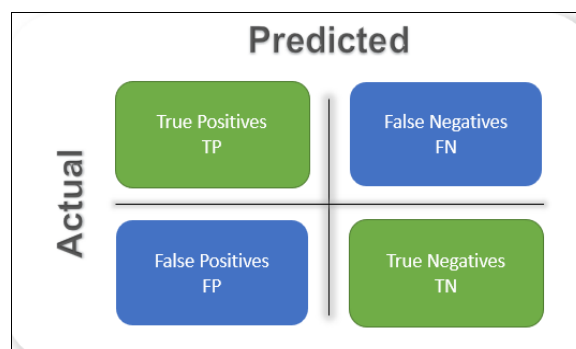 Predicted
Actual
True Positives
TP
False Negatives
FN
False Positives
FP
True Negatives
TN